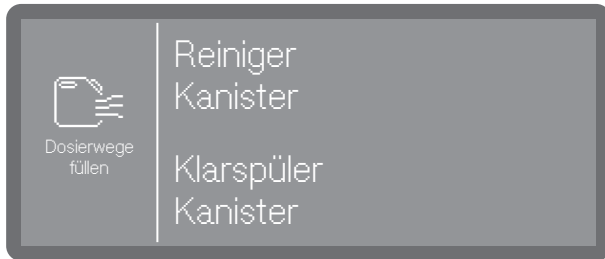 Dosierwege
füllen
Reiniger
Kanister
Klarspüler
Kanister